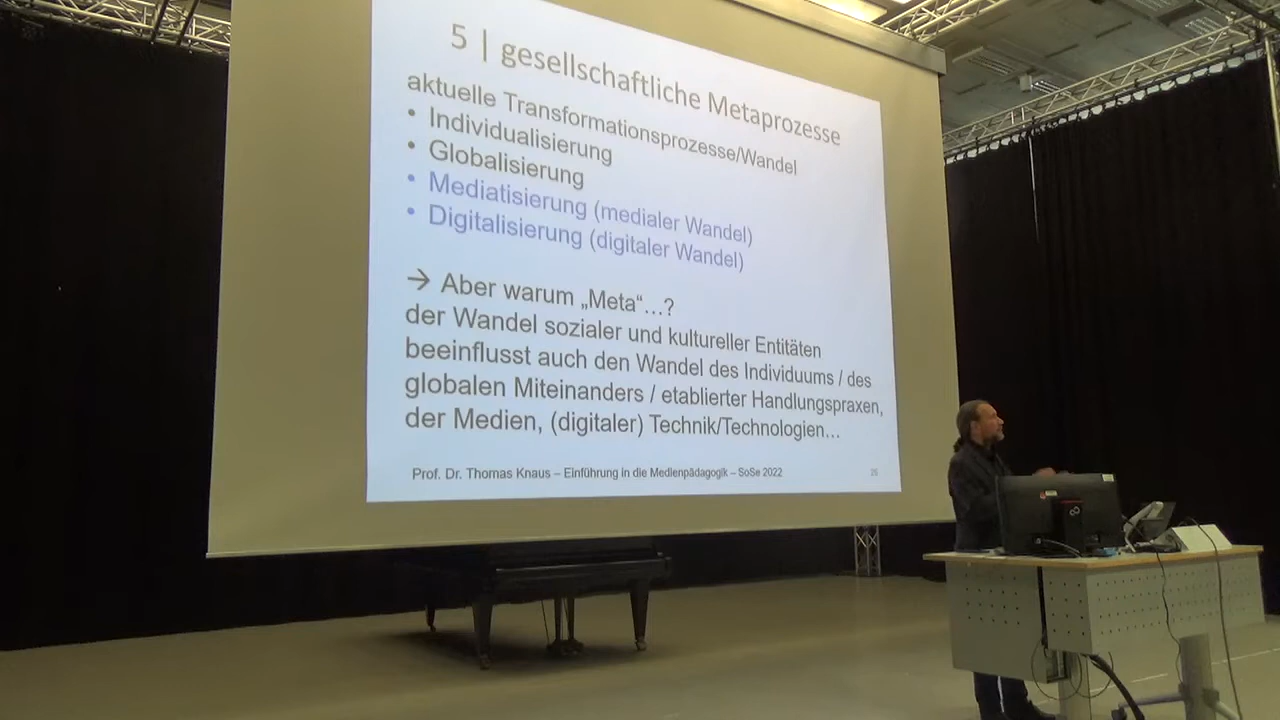 5 | gesellschaftliche Metaprozesse
aktuelle Transformationsprozesse/Wandel
• Individualisierung
• Globalisierung
• Mediatisierung (medialer Wandel)
• Digitalisierung (digitaler Wandel)
→ Aber warum „Meta“…?
der Wandel sozialer und kultureller Entitäten
beeinflusst auch den Wandel des Individuums / des
globalen Miteinanders / etablierter Handlungspraxen,
der Medien, (digitaler) Technik/Technologien…
Prof. Dr. Thomas Knaus – Einführung in die Medienpädagogik – SoSe 2022